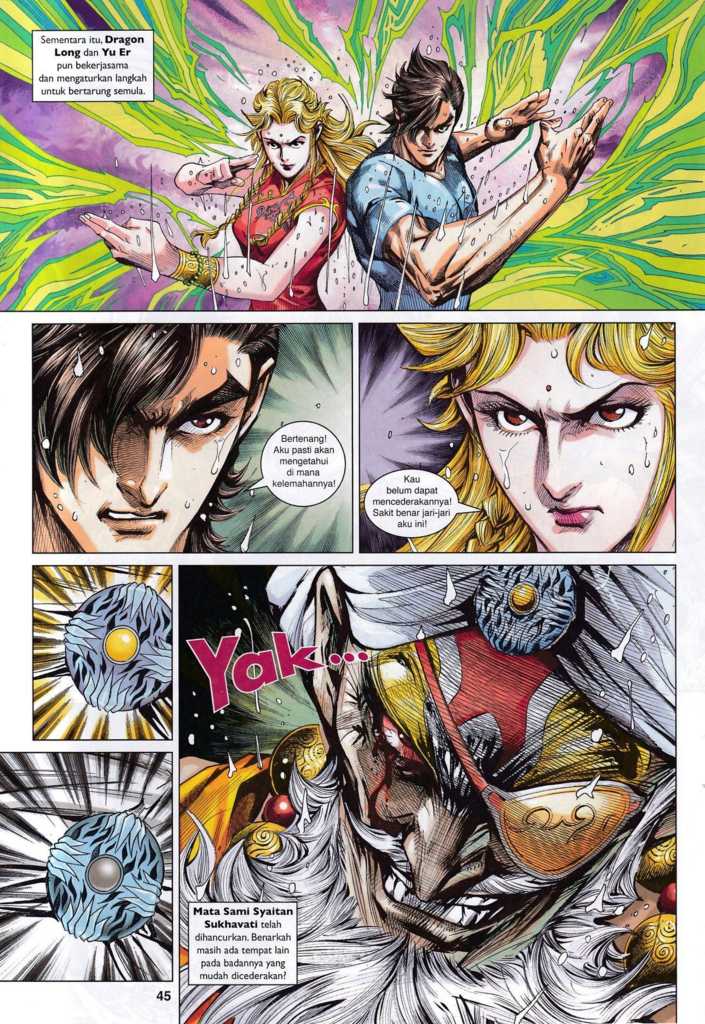 Sementara itu, Dragon
Long dan Yu Er
pun bekerjasama
dan mengaturkan langkah
untuk bertarung semula.
Bertenang!
Aku pasti akan
mengetahui
di mana
kelemahannya!
Kau
belum dapat
mencederakannya!
Sakit benar jari-jari
aku ini!
Yak...
Mata Sami Syaitan
Sukhavati telah
dihancurkan. Benarkah
masih ada tempat lain
pada badannya yang
mudah dicederakan?
45